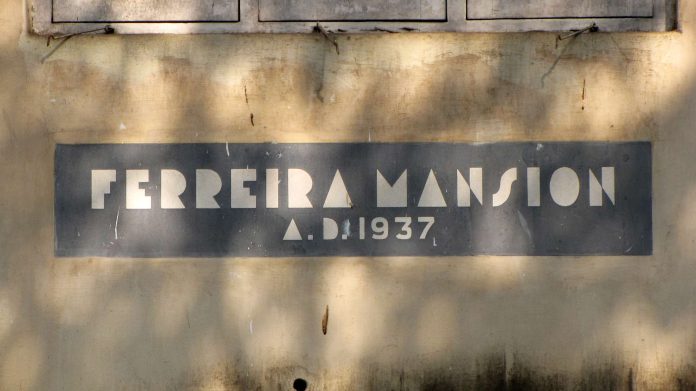 FERREIRA MANSION
A. D. 1937